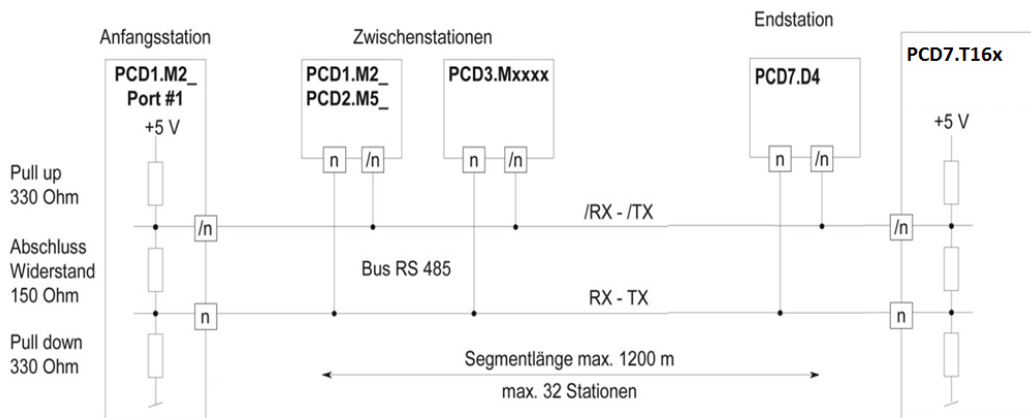 Anfangsstation
Zwischenstationen
Endstation
PCD1.M2_
Port #1
+5 V
PCD1.M2_
PCD2.M5_
PCD3.Mxxxx
PCD7.D4
PCD7.T16x
+5 V
n
/n
n
/n
n
/n
Pull up
330 Ohm
/n
/RX - /TX
/n
Abschluss
Widerstand
150 Ohm
Bus RS 485
n
RX - TX
n
Pull down
330 Ohm
Segmentlänge max. 1200 m
max. 32 Stationen